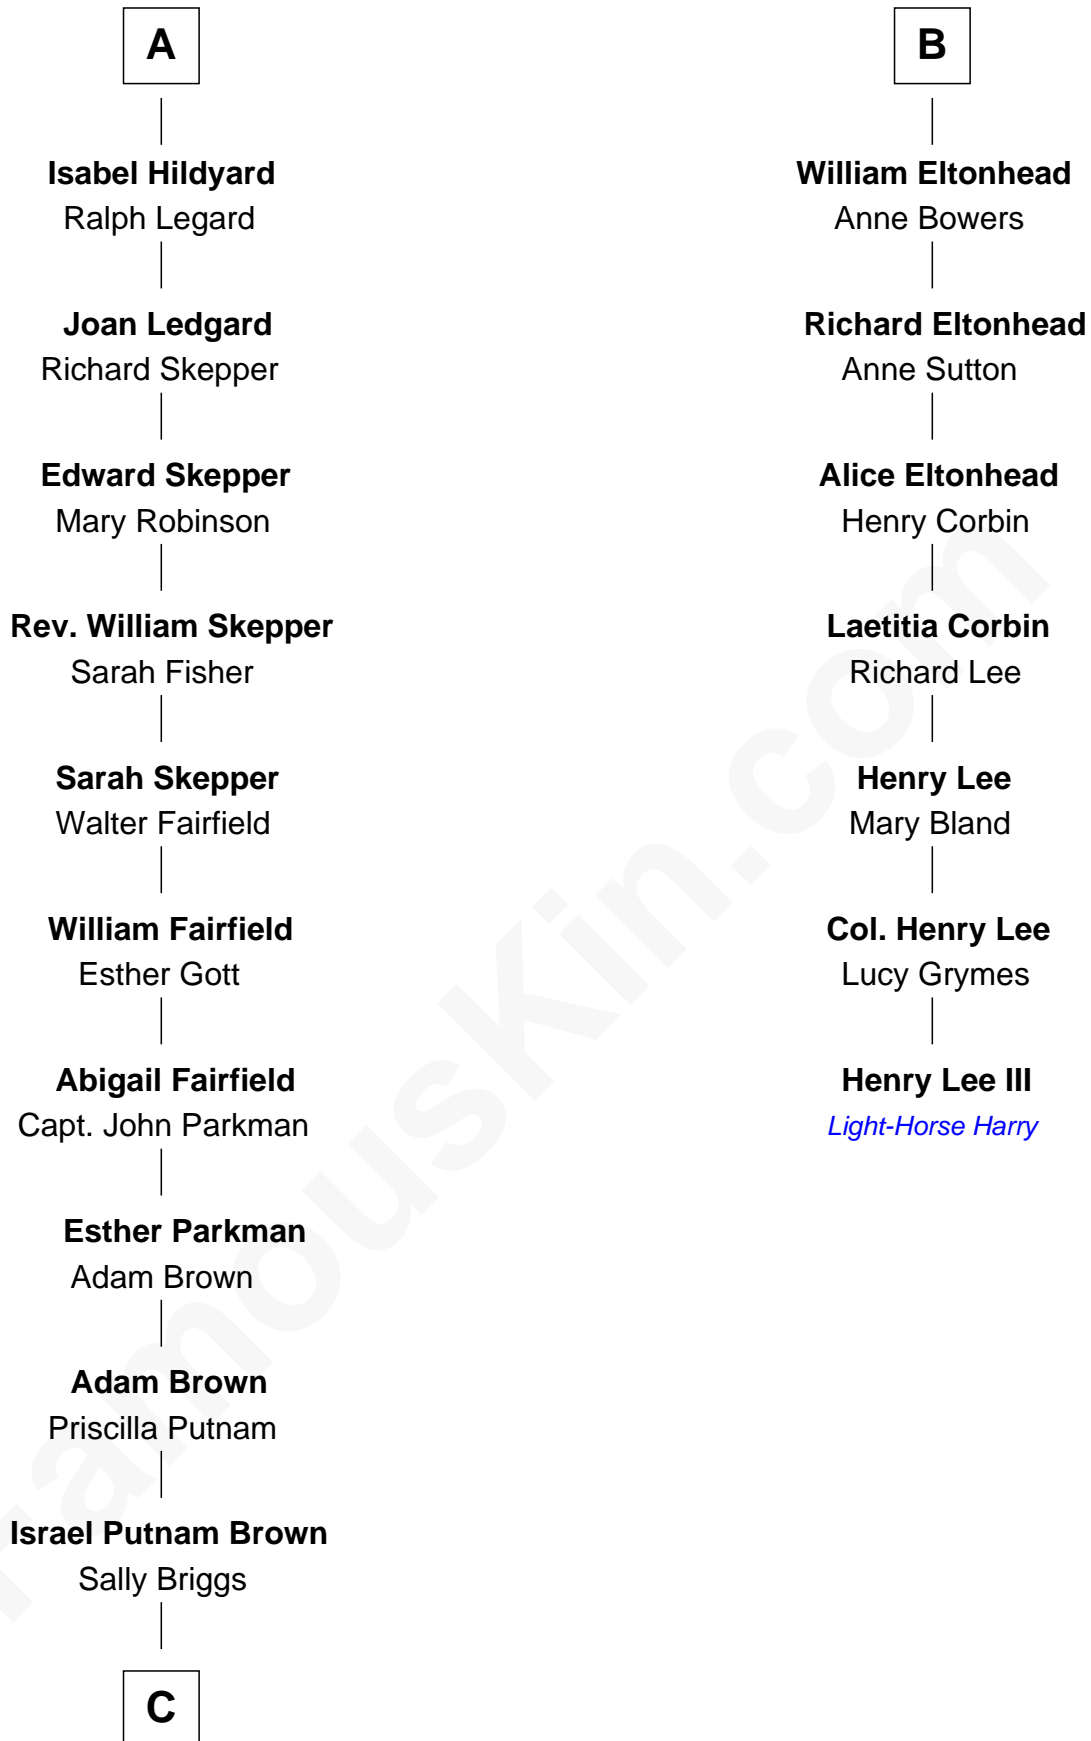 A
Isabel Hildyard
Ralph Legard
Joan Ledgard
Richard Skepper
Edward Skepper
Mary Robinson
Rev. William Skepper
Sarah Fisher
Sarah Skepper
Walter Fairfield
William Fairfield
Esther Gott
Abigail Fairfield
Capt. John Parkman
Esther Parkman
Adam Brown
Adam Brown
Priscilla Putnam
Israel Putnam Brown
Sally Briggs
C
B
William Eltonhead
Anne Bowers
Richard Eltonhead
Anne Sutton
Alice Eltonhead
Henry Corbin
Laetitia Corbin
Richard Lee
Henry Lee
Mary Bland
Col. Henry Lee
Lucy Grymes
Henry Lee III
Light-Horse Harry
FamousKin.com